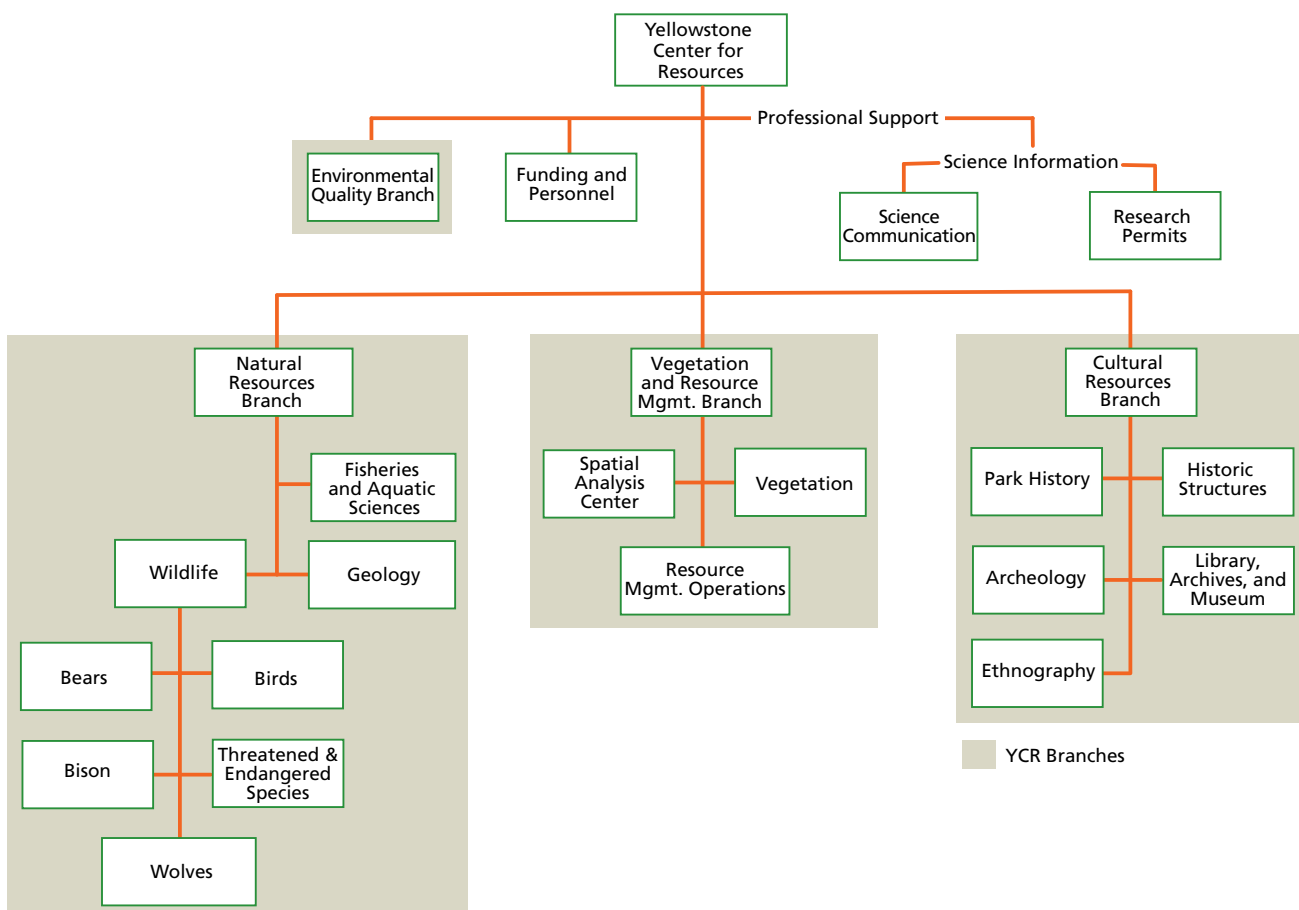 Yellowstone
Center for
Resources
Professional Support
Environmental
Quality Branch
Funding and
Personnel
Science Information
Science
Communication
Research
Permits
Natural
Resources
Branch
Fisheries
and Aquatic
Sciences
Wildlife
Geology
Bears
Birds
Bison
Threatened &
Endangered
Species
Wolves
Vegetation
and Resource
Mgmt. Branch
Spatial
Analysis
Center
Vegetation
Resource
Mgmt. Operations
Cultural
Resources
Branch
Park History
Historic
Structures
Archeology
Library,
Archives, and
Museum
Ethnography
YCR Branches